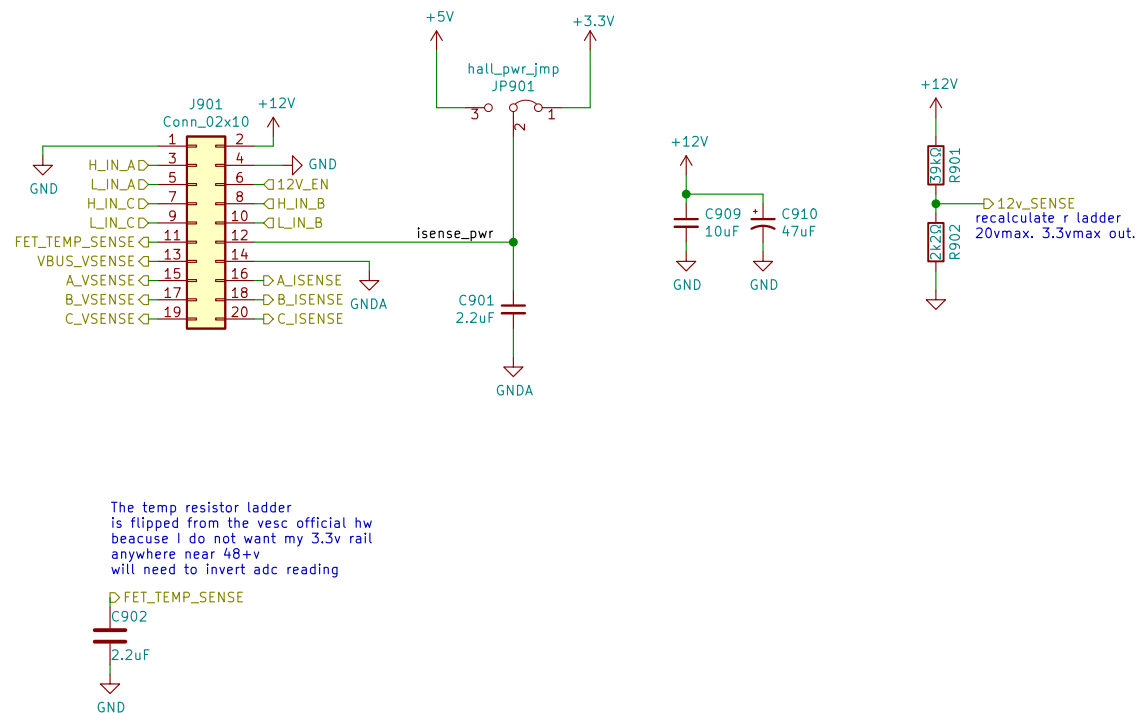 +5V
+3.3V
hall_pwr_jmp
JP901
3
2
1
J901
Conn_02x10
+12V
1
2
3
4
5
6
7
8
9
10
11
12
13
14
15
16
17
18
19
20
GND
H_IN_A
L_IN_A
H_IN_C
L_IN_C
FET_TEMP_SENSE
VBUS_VSENSE
A_VSENSE
B_VSENSE
C_VSENSE
GND
12V_EN
H_IN_B
L_IN_B
isense_pwr
GNDA
A_ISENSE
B_ISENSE
C_ISENSE
C901
2.2uF
GNDA
+12V
C909
10uF
C910
47uF
GND
GND
+12V
39kΩ
R901
12v_SENSE
recalculate r ladder
20vmax. 3.3vmax out.
2k2Ω
R902
The temp resistor ladder
is flipped from the vesc official hw
beacuse I do not want my 3.3v rail
anywhere near 48+v
will need to invert adc reading
FET_TEMP_SENSE
C902
2.2uF
GND